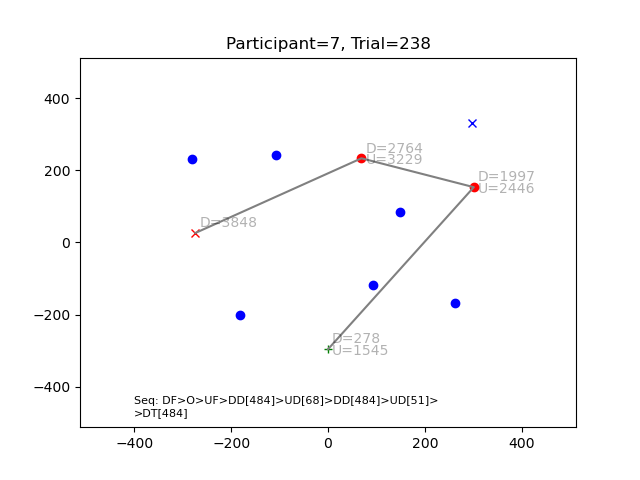 Participant=7, Trial=238
400
200
0
−200
−400
D=2764
U=3229
D=1997
U=2446
D=3848
D=278
U=1545
Seq: DF>O>UF>DD[484]>UD[68]>DD[484]>UD[51]>
>DT[484]
−400
−200
0
200
400